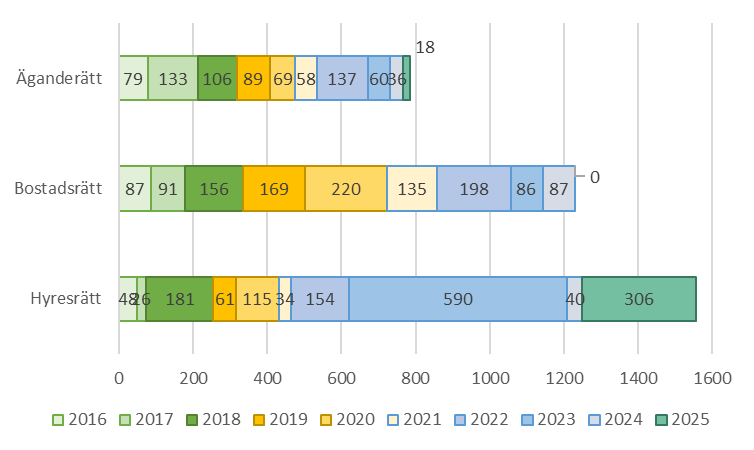 18
Äganderätt 79 133 106 89 69 58 137 60 36
Bostadsrätt 87 91 156 169 220 135 198 86 87 0
Hyresrätt 48 26 181 61 115 34 154 590 40 306
0 200 400 600 800 1000 1200 1400 1600
2016 2017 2018 2019 2020 2021 2022 2023 2024 2025